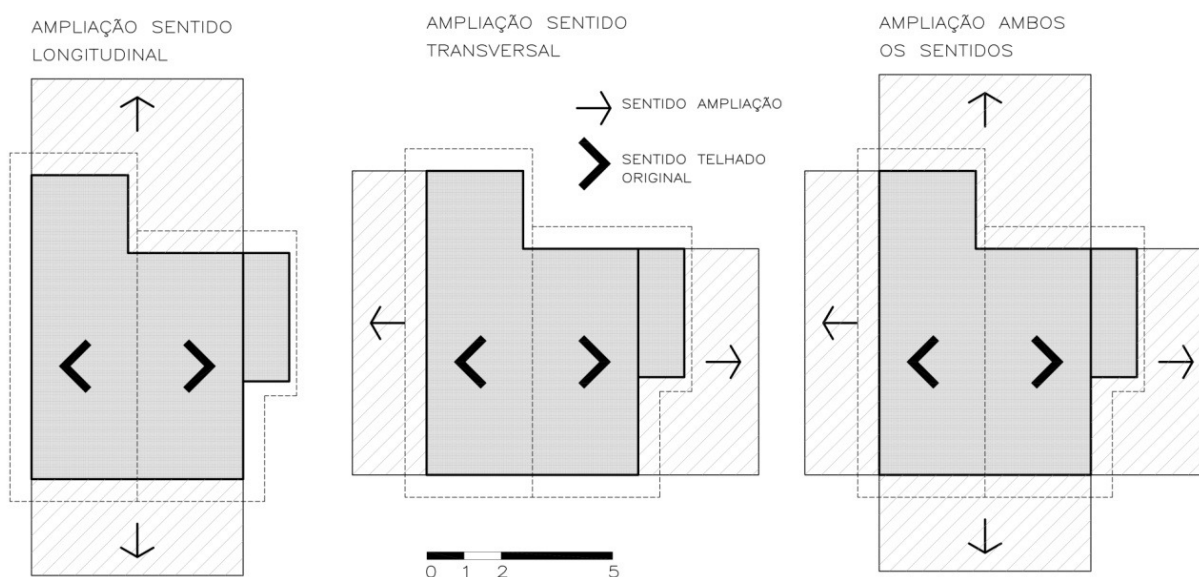 AMPLIAÇÃO SENTIDO
LONGITUDINAL
AMPLIAÇÃO SENTIDO
TRANSVERSAL
SENTIDO AMPLIAÇÃO
SENTIDO TELHADO
ORIGINAL
AMPLIAÇÃO AMBOS
OS SENTIDOS
0 1 2 5